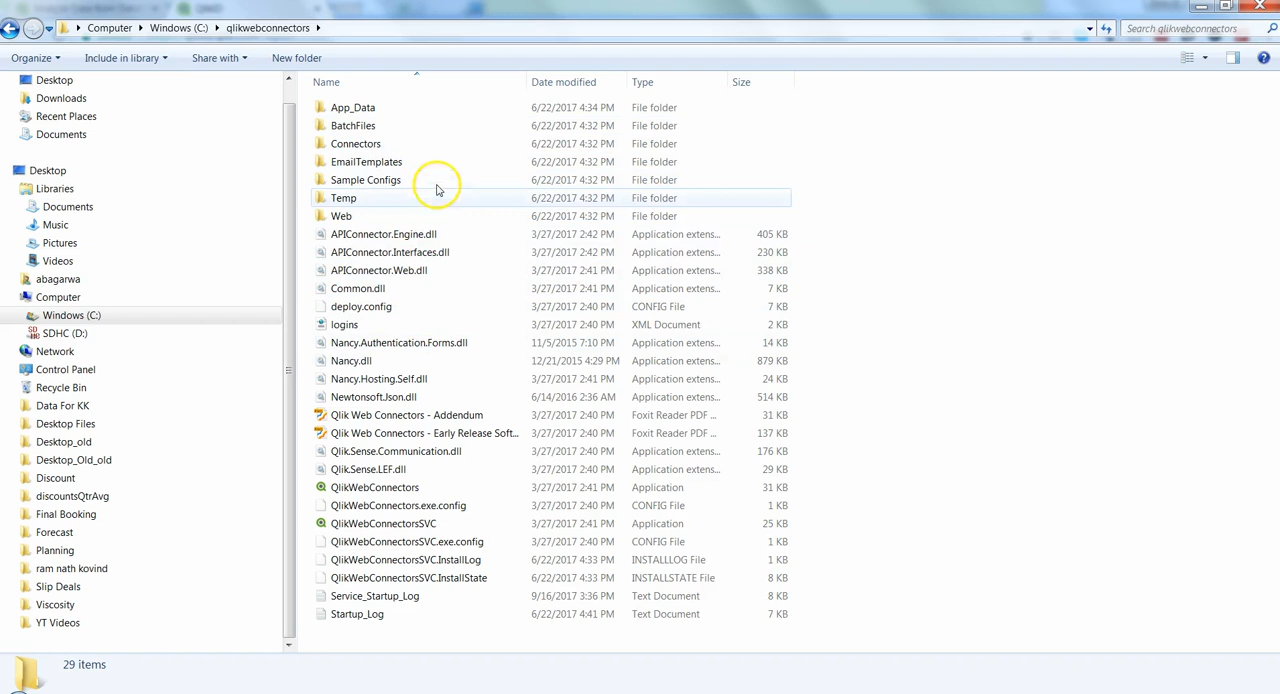 Computer Windows (C:) qlikwebconnectors
Search qlikwebconnectors
Organize Include in library Share with New folder
Name Date modified Type Size
Desktop
Downloads
Recent Places
Documents
Desktop
Libraries
Documents
Music
Pictures
Videos
abagarwa
Computer
Windows (C:)
SDHC (D:)
Network
Control Panel
Recycle Bin
Data For KK
Desktop Files
Desktop_old
Desktop_Old_old
Discount
discountsQtrAvg
Final Booking
Forecast
Planning
ram nath kovind
Slip Deals
Viscosity
YT Videos
App_Data 6/22/2017 4:34 PM File folder
BatchFiles 6/22/2017 4:32 PM File folder
Connectors 6/22/2017 4:32 PM File folder
EmailTemplates 6/22/2017 4:32 PM File folder
Sample Configs 6/22/2017 4:32 PM File folder
Temp 6/22/2017 4:32 PM File folder
Web 6/22/2017 4:32 PM File folder
APIConnector.Engine.dll 3/27/2017 2:42 PM Application extens... 405 KB
APIConnector.Interfaces.dll 3/27/2017 2:42 PM Application extens... 230 KB
APIConnector.Web.dll 3/27/2017 2:41 PM Application extens... 338 KB
Common.dll 3/27/2017 2:41 PM Application extens... 7 KB
deploy.config 3/27/2017 2:40 PM CONFIG File 7 KB
logins 3/27/2017 2:40 PM XML Document 2 KB
Nancy.Authentication.Forms.dll 11/5/2015 7:10 PM Application extens... 14 KB
Nancy.dll 12/21/2015 4:29 PM Application extens... 879 KB
Nancy.Hosting.Self.dll 3/27/2017 2:41 PM Application extens... 24 KB
Newtonsoft.Json.dll 6/14/2016 2:36 AM Application extens... 514 KB
Qlik Web Connectors - Addendum 3/27/2017 2:40 PM Foxit Reader PDF ... 31 KB
Qlik Web Connectors - Early Release Soft... 3/27/2017 2:40 PM Foxit Reader PDF ... 137 KB
Qlik.Sense.Communication.dll 3/27/2017 2:40 PM Application extens... 176 KB
Qlik.Sense.LEF.dll 3/27/2017 2:40 PM Application extens... 29 KB
QlikWebConnectors 3/27/2017 2:41 PM Application 31 KB
QlikWebConnectors.exe.config 3/27/2017 2:40 PM CONFIG File 1 KB
QlikWebConnectorsSVC 3/27/2017 2:41 PM Application 25 KB
QlikWebConnectorsSVC.exe.config 3/27/2017 2:41 PM CONFIG File 1 KB
QlikWebConnectorsSVC.InstallLog 6/22/2017 4:33 PM INSTALLLOG File 1 KB
QlikWebConnectorsSVC.InstallState 6/22/2017 4:33 PM INSTALLSTATE File 8 KB
Service_Startup_Log 9/16/2017 3:36 PM Text Document 8 KB
Startup_Log 6/22/2017 4:41 PM Text Document 7 KB
29 items